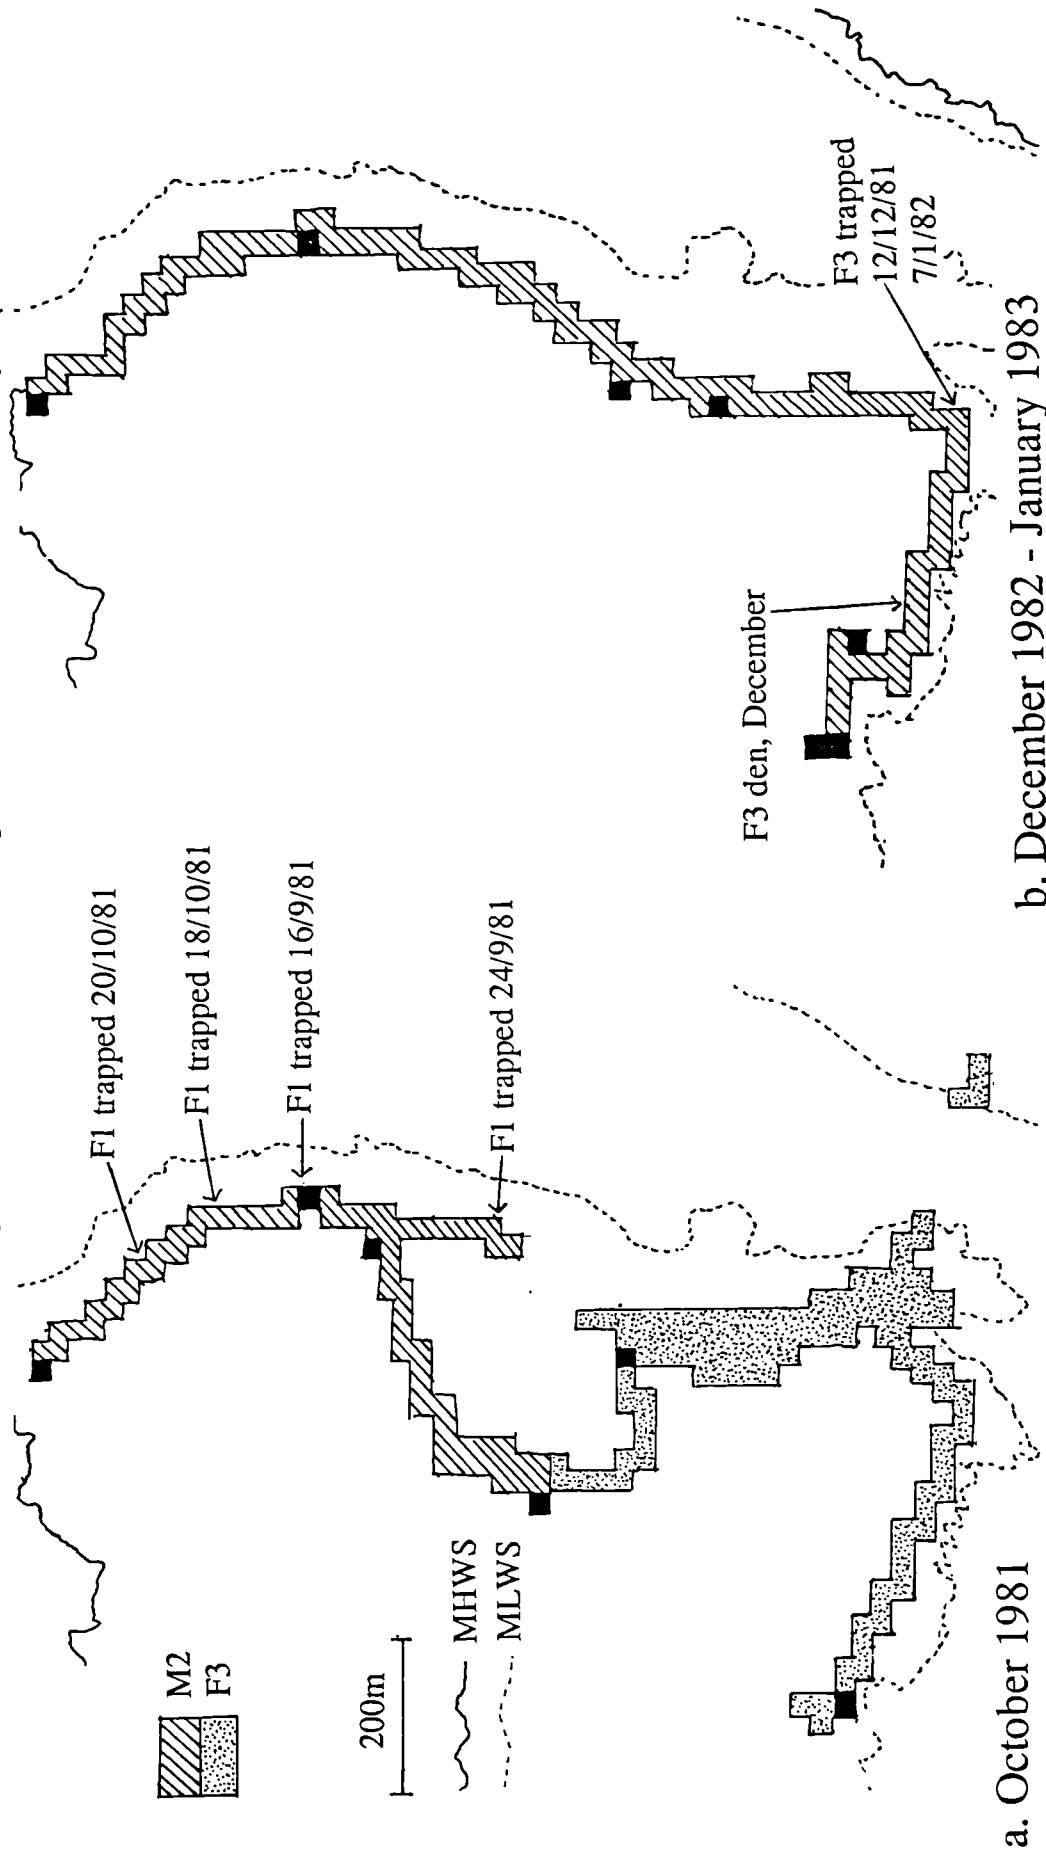 M2
F3
200m
MHWS
MLWS
F1 trapped 20/10/81
F1 trapped 18/10/81
F1 trapped 16/9/81
F1 trapped 24/9/81
a. October 1981
F3 den, December
F3 trapped
12/12/81
7/1/82
b. December 1982 - January 1983